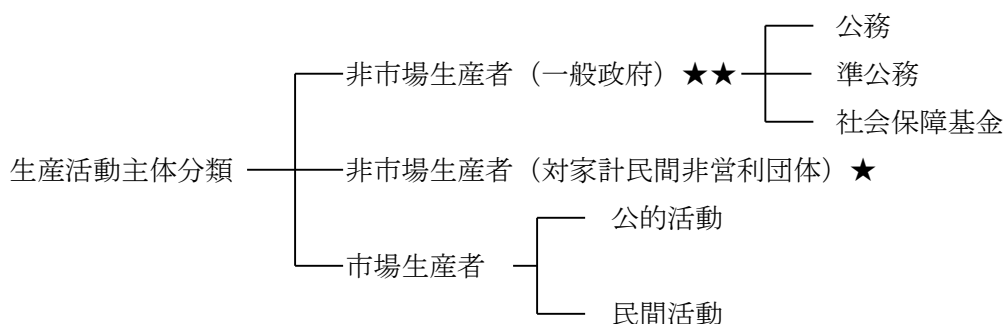 公務
非市場生産者（一般政府）★★
準公務
社会保障基金
生産活動主体分類
非市場生産者（対家計民間非営利団体）★
公的活動
市場生産者
民間活動